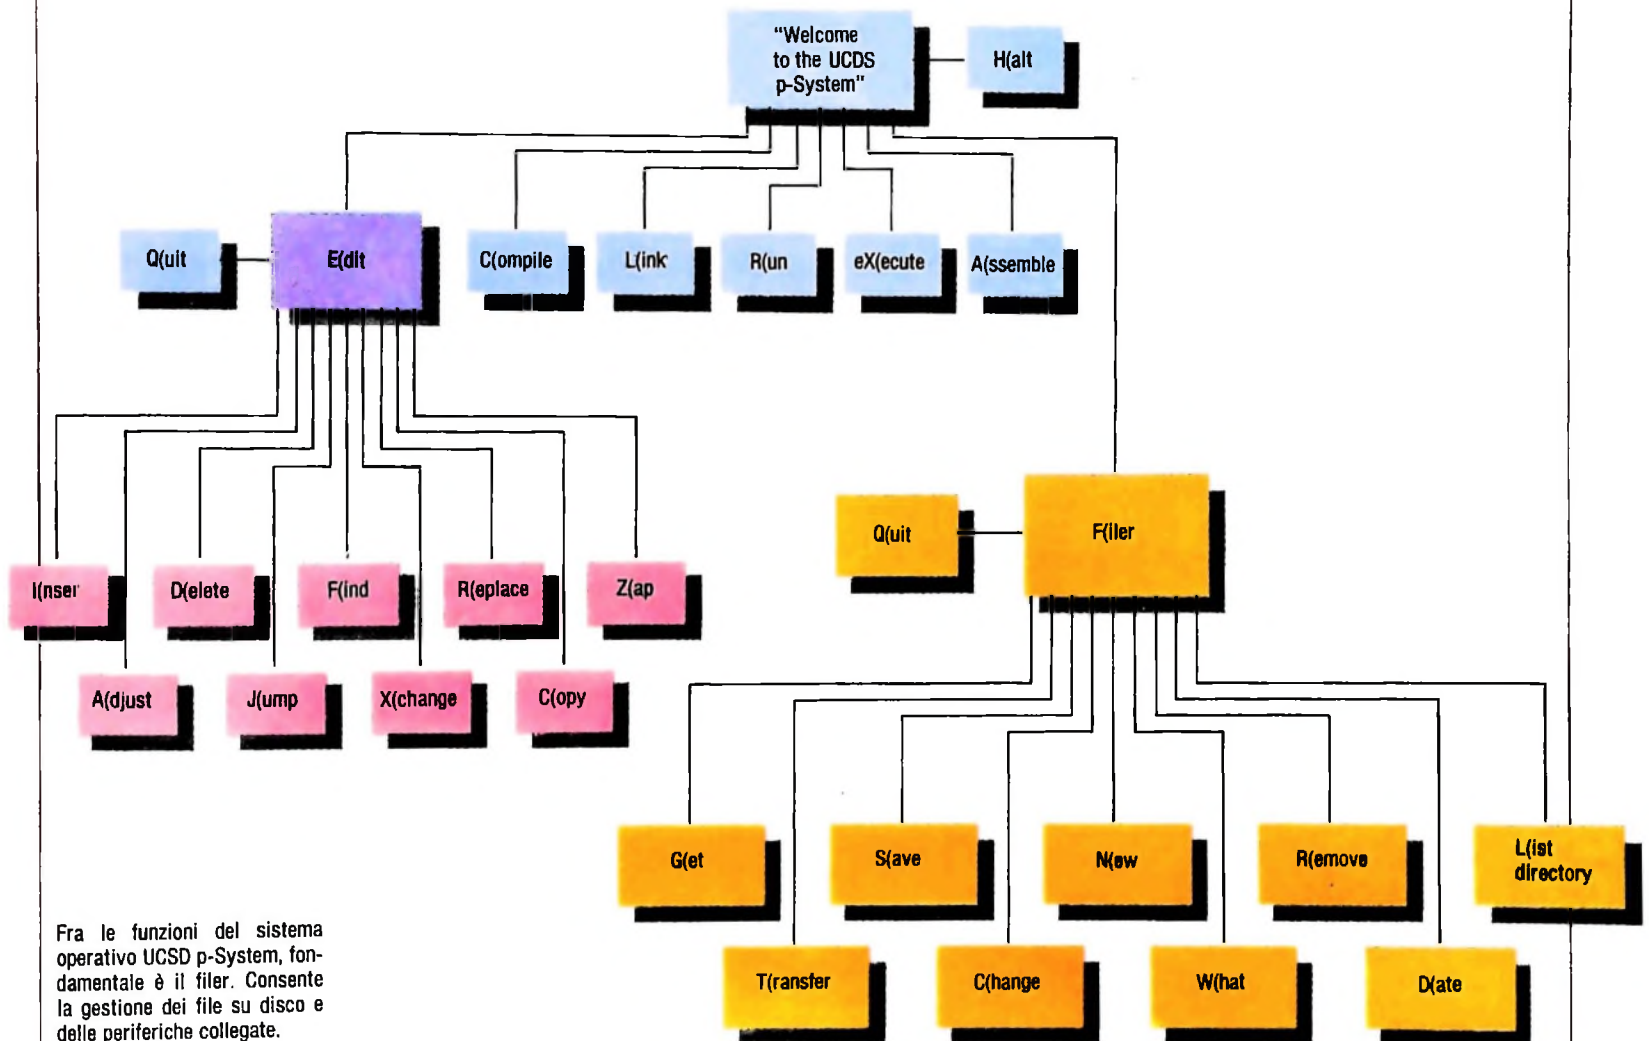 "Welcome
to the UCDS
p-System"
H(alt
Q(uit
E(dit
C(ompile
L(ink
R(un
eX(ecute
A(ssemble
I(nser
D(elete
F(ind
R(eplace
Z(ap
A(djust
J(ump
X(change
C(opy
Q(uit
F(iler
G(et
S(ave
N(ew
R(emove
L(ist
directory
T(ransfer
C(hange
W(hat
D(ate
Fra le funzioni del sistema
operativo UCSD p-System, fon-
damentale è il filer. Consente
la gestione dei file su disco e
delle periferiche collegate.